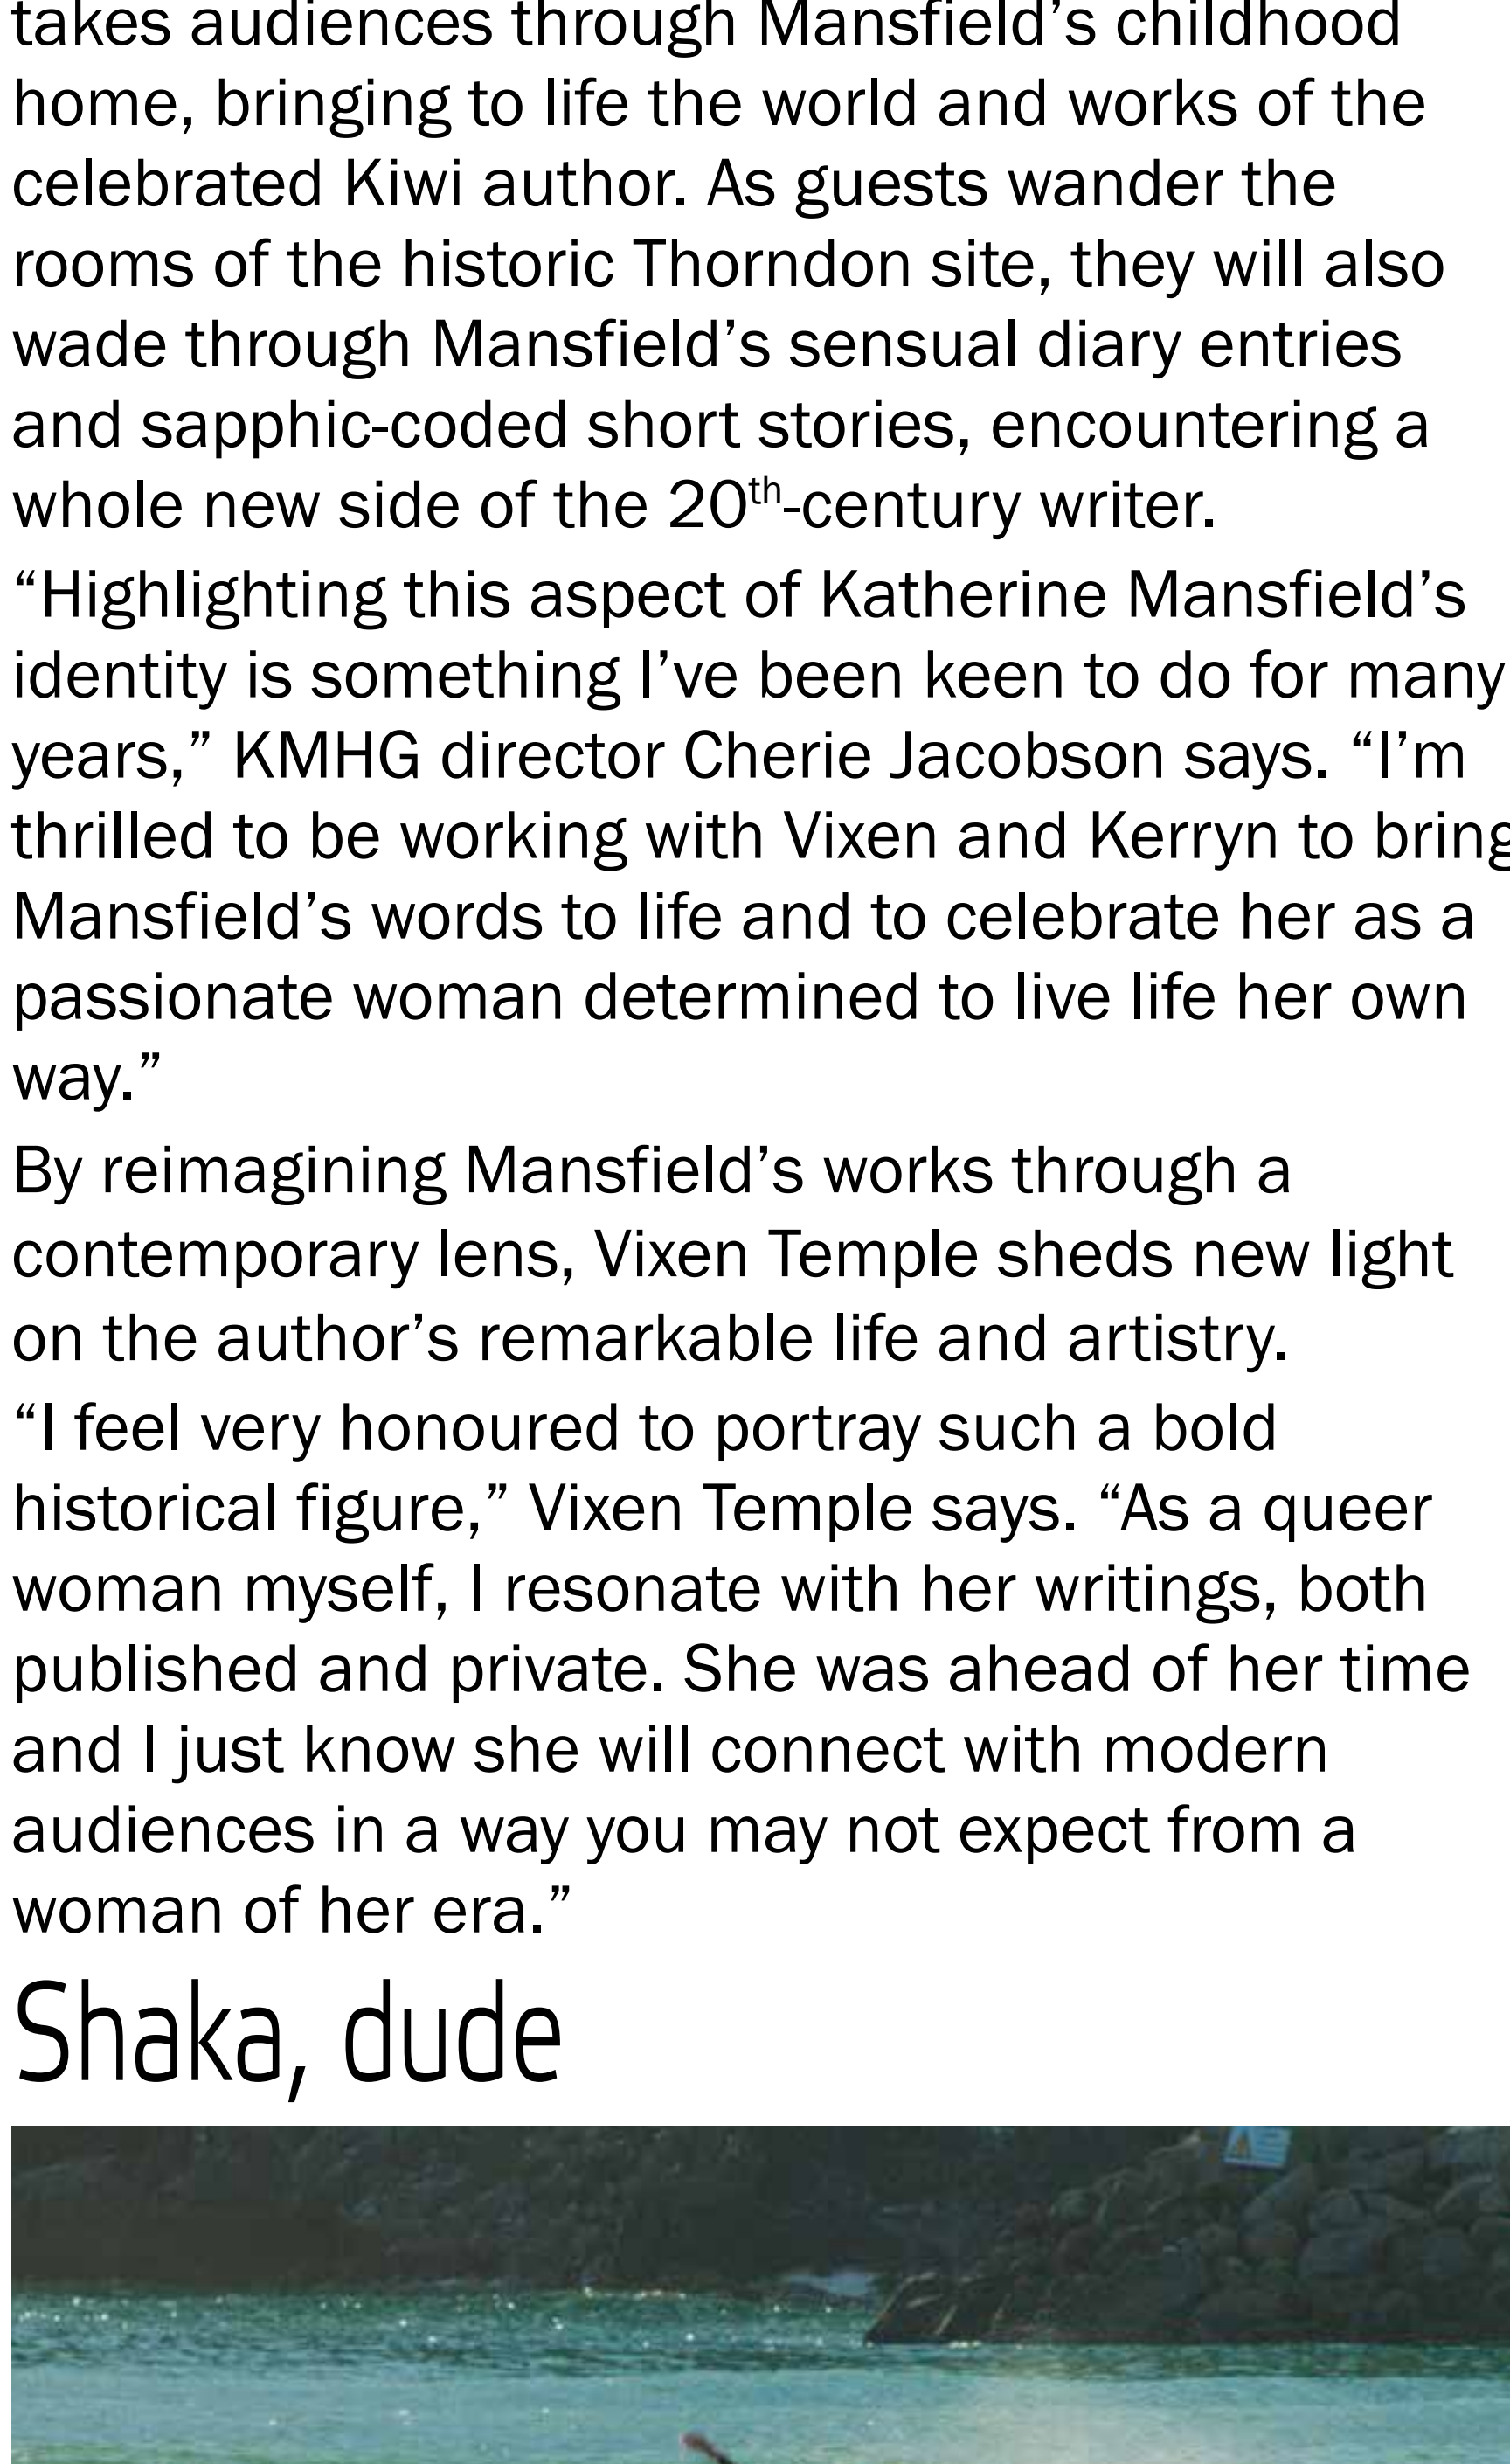 takes audiences through Mansfield’s childhood
home, bringing to life the world and works of the
celebrated Kiwi author. As guests wander the
rooms of the historic Thorndon site, they will also
wade through Mansfield’s sensual diary entries
and sapphic-coded short stories, encountering a
whole new side of the 20th-century writer.
“Highlighting this aspect of Katherine Mansfield’s
identity is something I’ve been keen to do for many
years,” KMHG director Cherie Jacobson says. “I’m
thrilled to be working with Vixen and Kerryn to bring
Mansfield’s words to life and to celebrate her as a
passionate woman determined to live life her own
way.”
By reimagining Mansfield’s works through a
contemporary lens, Vixen Temple sheds new light
on the author’s remarkable life and artistry.
“I feel very honoured to portray such a bold
historical figure,” Vixen Temple says. “As a queer
woman myself, I resonate with her writings, both
published and private. She was ahead of her time
and I just know she will connect with modern
audiences in a way you may not expect from a
woman of her era.”
Shaka, dude